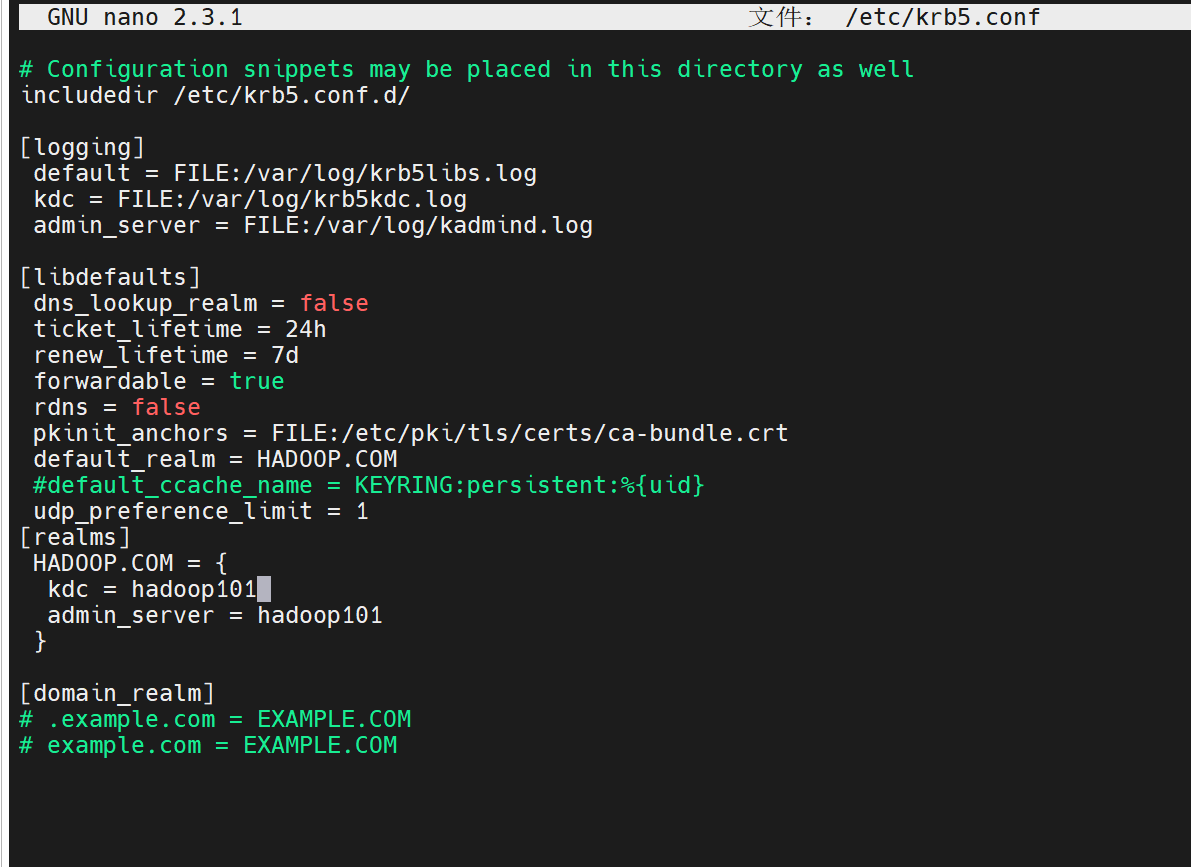 GNU nano 2.3.1 文件： /etc/krb5.conf
# Configuration snippets may be placed in this directory as well
includedir /etc/krb5.conf.d/
[logging]
default = FILE:/var/log/krb5libs.log
kdc = FILE:/var/log/krb5kdc.log
admin_server = FILE:/var/log/kadmind.log
[libdefaults]
dns_lookup_realm = false
ticket_lifetime = 24h
renew_lifetime = 7d
forwardable = true
rdns = false
pkinit_anchors = FILE:/etc/pki/tls/certs/ca-bundle.crt
default_realm = HADOOP.COM
#default_ccache_name = KEYRING:persistent:%{uid}
udp_preference_limit = 1
[realms]
HADOOP.COM = {
kdc = hadoop101
admin_server = hadoop101
}
[domain_realm]
# .example.com = EXAMPLE.COM
# example.com = EXAMPLE.COM